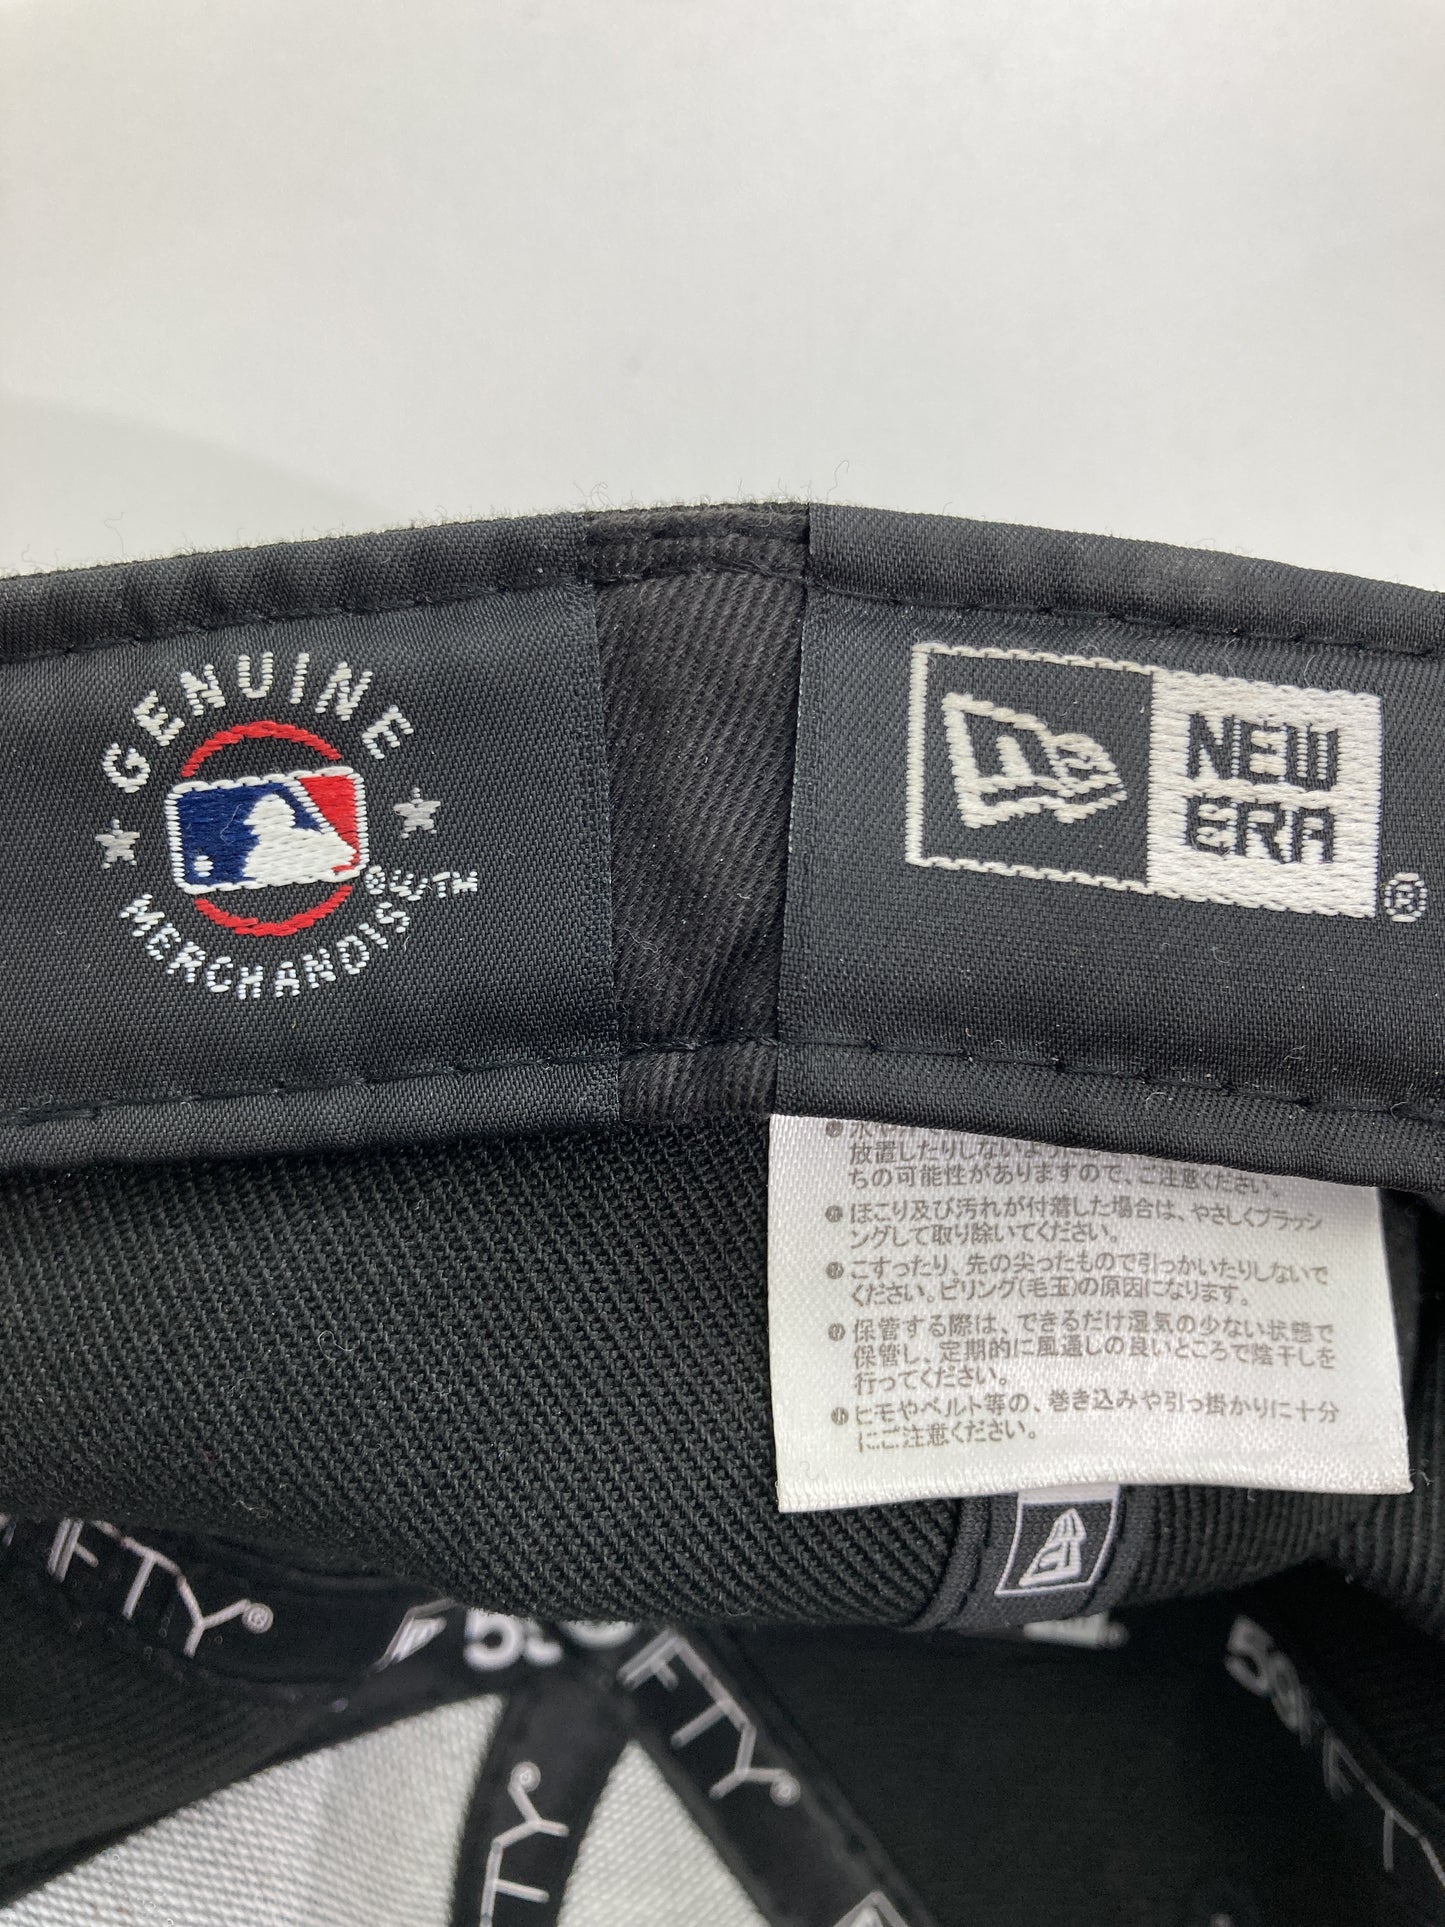 GENUINE
MERCHANDISE
NEW
ERA
®
放置したりしないよう
ちの可能性がありますので、ご注意ください。
● ほこり及び汚れが付着した場合は、やさしくブラッシ
ングして取り除いてください。
● こすったり、先の尖ったもので引っかいたりしないで
ください。ピリング(毛玉)の原因になります。
● 保管する際は、できるだけ湿気の少ない状態で
保管し、定期的に風通しの良いところで陰干しを
行ってください。
● ヒモやベルト等の、巻き込みや引っ掛かりに十分
にご注意ください。
FTY®
59
FTY®
59FIFTY
TY®